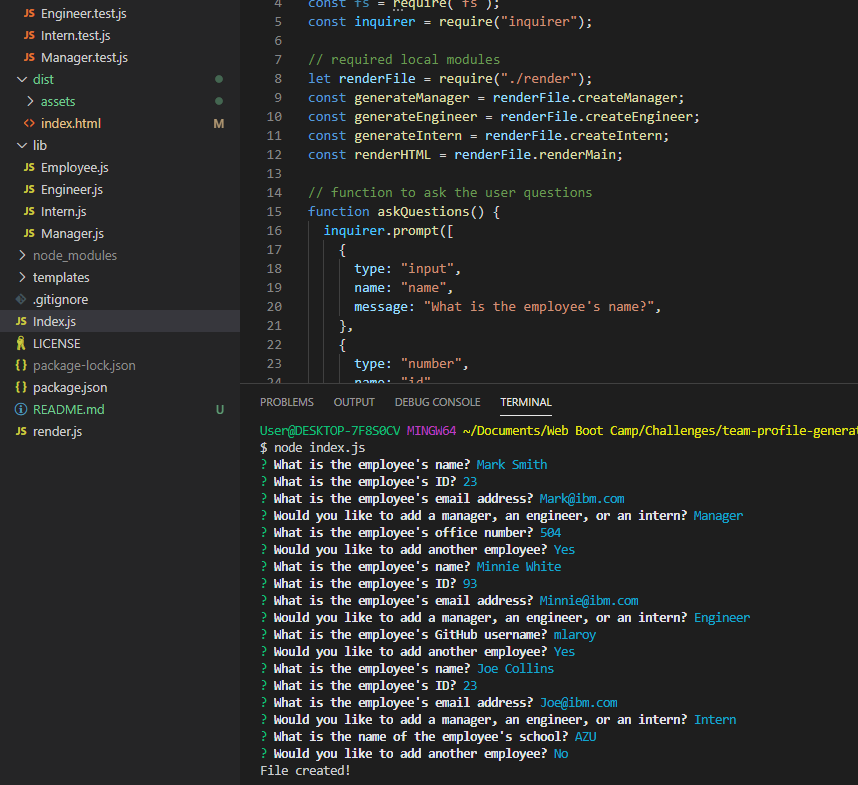 JS Engineer.test.js
JS Intern.test.js
JS Manager.test.js
dist
assets
<> index.html M
lib
JS Employee.js
JS Engineer.js
JS Intern.js
JS Manager.js
node_modules
templates
.gitignore
JS Index.js
LICENSE
{} package-lock.json
{} package.json
README.md U
JS render.js
4 const fs = require("fs");
5 const inquirer = require("inquirer");
6
7 // required local modules
8 let renderFile = require("./render");
9 const generateManager = renderFile.createManager;
10 const generateEngineer = renderFile.createEngineer;
11 const generateIntern = renderFile.createIntern;
12 const renderHTML = renderFile.renderMain;
13
14 // function to ask the user questions
15 function askQuestions() {
16 inquirer.prompt([
17 {
18 type: "input",
19 name: "name",
20 message: "What is the employee's name?",
21 },
22 {
23 type: "number",
24 name: "id"
PROBLEMS OUTPUT DEBUG CONSOLE TERMINAL
User@DESKTOP-7F8S0CV MINGW64 ~/Documents/Web Boot Camp/Challenges/team-profile-generat
$ node index.js
? What is the employee's name? Mark Smith
? What is the employee's ID? 23
? What is the employee's email address? Mark@ibm.com
? Would you like to add a manager, an engineer, or an intern? Manager
? What is the employee's office number? 504
? Would you like to add another employee? Yes
? What is the employee's name? Minnie White
? What is the employee's ID? 93
? What is the employee's email address? Minnie@ibm.com
? Would you like to add a manager, an engineer, or an intern? Engineer
? What is the employee's GitHub username? mlaroy
? Would you like to add another employee? Yes
? What is the employee's name? Joe Collins
? What is the employee's ID? 23
? What is the employee's email address? Joe@ibm.com
? Would you like to add a manager, an engineer, or an intern? Intern
? What is the name of the employee's school? AZU
? Would you like to add another employee? No
File created!